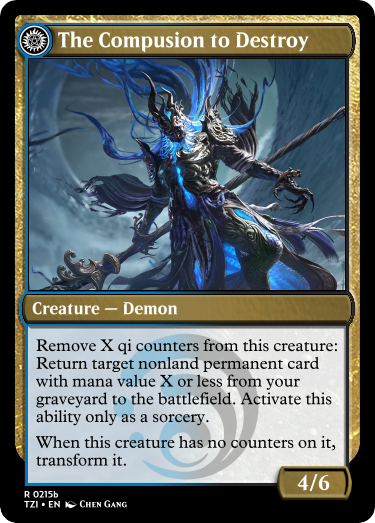 The Compusion to Destroy
Creature — Demon
Remove X qi counters from this creature:
Return target nonland permanent card
with mana value X or less from your
graveyard to the battlefield. Activate this
ability only as a sorcery.
When this creature has no counters on it,
transform it.
4/6
R 0215b
TZI • EN Chen Gang